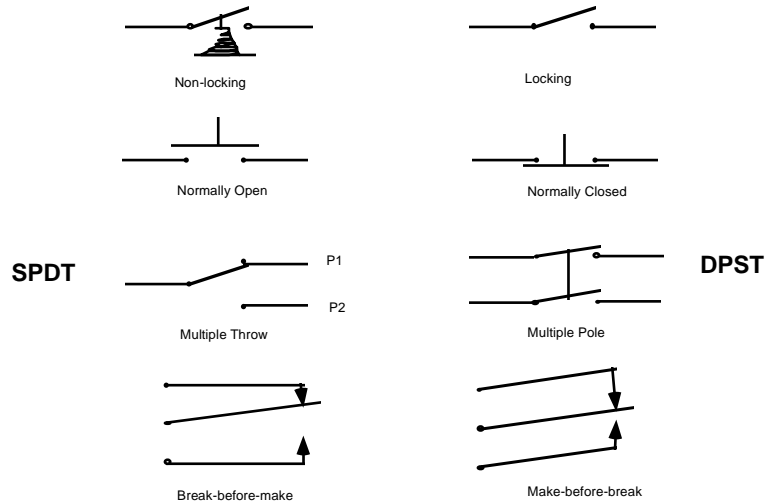 Non-locking
Locking
Normally Open
Normally Closed
SPDT
P1
P2
DPST
Multiple Throw
Multiple Pole
Break-before-make
Make-before-break